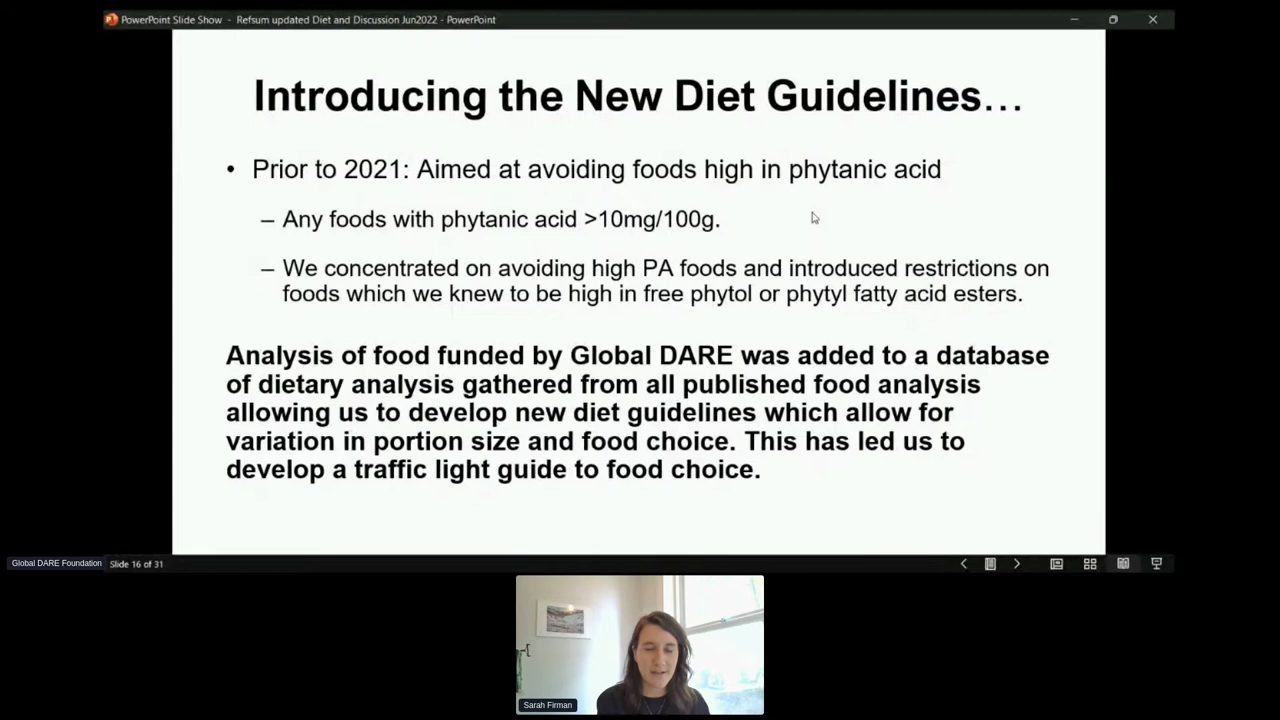 PowerPoint Slide Show - Refsum updated Diet and Discussion Jun2022 - PowerPoint
Introducing the New Diet Guidelines…
• Prior to 2021: Aimed at avoiding foods high in phytanic acid
– Any foods with phytanic acid >10mg/100g.
– We concentrated on avoiding high PA foods and introduced restrictions on
foods which we knew to be high in free phytol or phytyl fatty acid esters.
Analysis of food funded by Global DARE was added to a database
of dietary analysis gathered from all published food analysis
allowing us to develop new diet guidelines which allow for
variation in portion size and food choice. This has led us to
develop a traffic light guide to food choice.
Global DARE Foundation
Slide 16 of 31
Sarah Firman